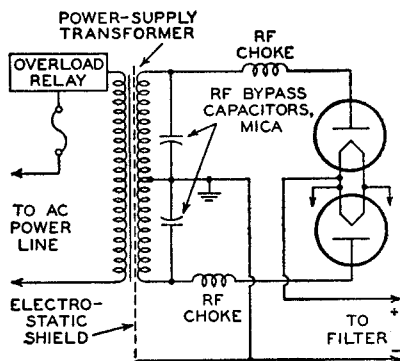 POWER-SUPPLY
TRANSFORMER
RF
CHOKE
OVERLOAD
RELAY
RF BYPASS
CAPACITORS,
MICA
TO AC
POWER
LINE
ELECTRO-
STATIC
SHIELD
RF
CHOKE
+
TO
FILTER
-